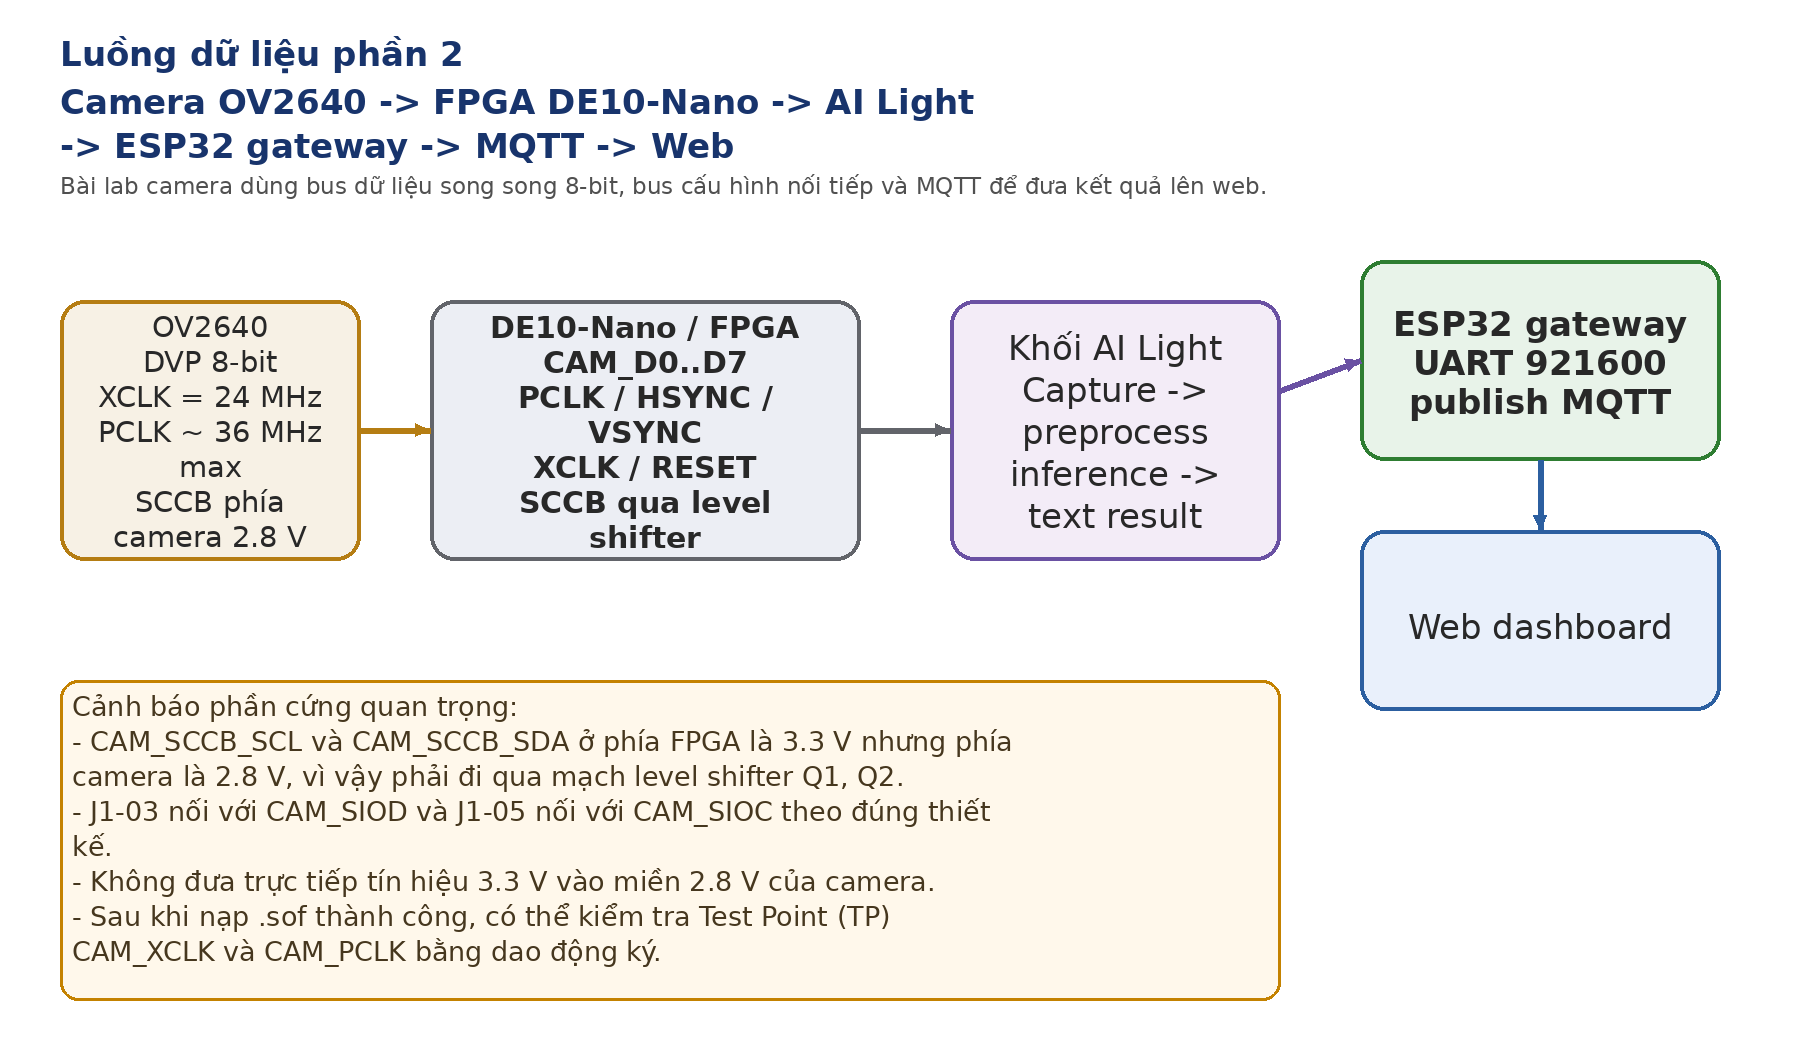 Luồng dữ liệu phần 2
Camera OV2640 -> FPGA DE10-Nano -> AI Light
-> ESP32 gateway -> MQTT -> Web
Bài lab camera dùng bus dữ liệu song song 8-bit, bus cấu hình nối tiếp và MQTT để đưa kết quả lên web.
OV2640
DVP 8-bit
XCLK = 24 MHz
PCLK ~ 36 MHz
max
SCCB phía
camera 2.8 V
DE10-Nano / FPGA
CAM_D0..D7
PCLK / HSYNC /
VSYNC
XCLK / RESET
SCCB qua level
shifter
Khối AI Light
Capture ->
preprocess
inference ->
text result
ESP32 gateway
UART 921600
publish MQTT
Web dashboard
Cảnh báo phần cứng quan trọng:
- CAM_SCCB_SCL và CAM_SCCB_SDA ở phía FPGA là 3.3 V nhưng phía
camera là 2.8 V, vì vậy phải đi qua mạch level shifter Q1, Q2.
- J1-03 nối với CAM_SIOD và J1-05 nối với CAM_SIOC theo đúng thiết
kế.
- Không đưa trực tiếp tín hiệu 3.3 V vào miền 2.8 V của camera.
- Sau khi nạp .sof thành công, có thể kiểm tra Test Point (TP)
CAM_XCLK và CAM_PCLK bằng dao động ký.